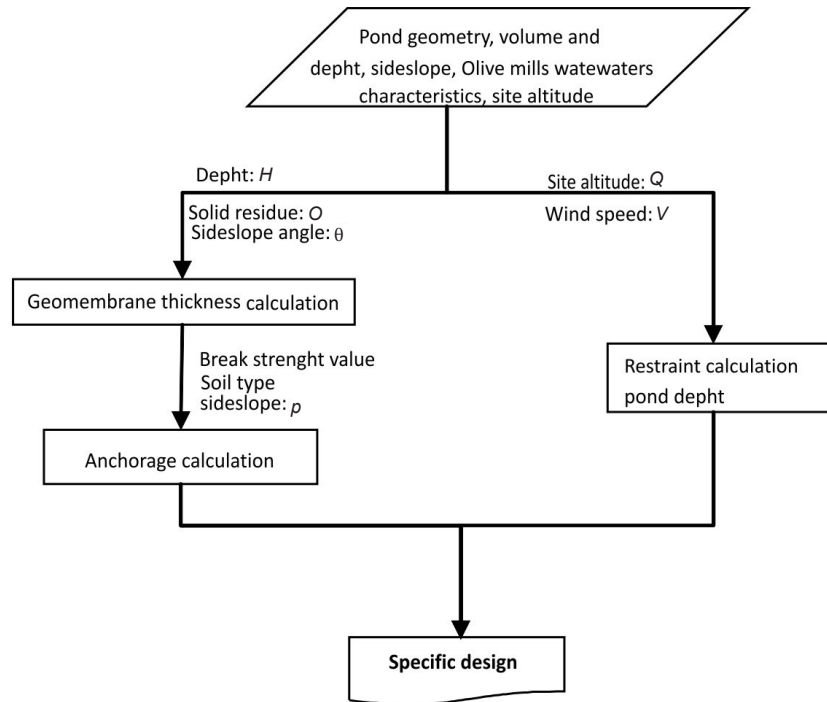 Pond geometry, volume and
depht, sideslope, Olive mills watewaters
characteristics, site altitude
Depht: H
Solid residue: O
Sideslope angle: θ
Site altitude: Q
Wind speed: V
Geomembrane thickness calculation
Break strenght value
Soil type
sideslope: p
Restraint calculation
pond depht
Anchorage calculation
Specific design